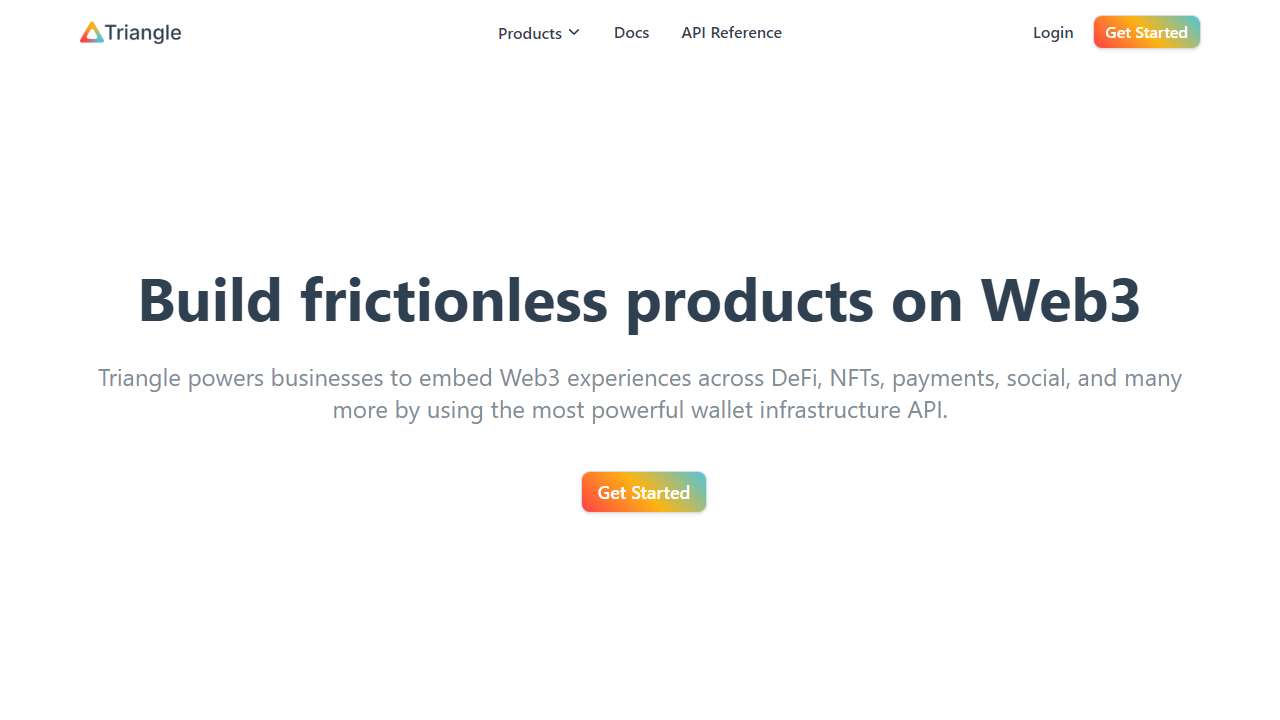 Triangle
Products
Docs
API Reference
Login
Get Started
Build frictionless products on Web3
Triangle powers businesses to embed Web3 experiences across DeFi, NFTs, payments, social, and many
more by using the most powerful wallet infrastructure API.
Get Started